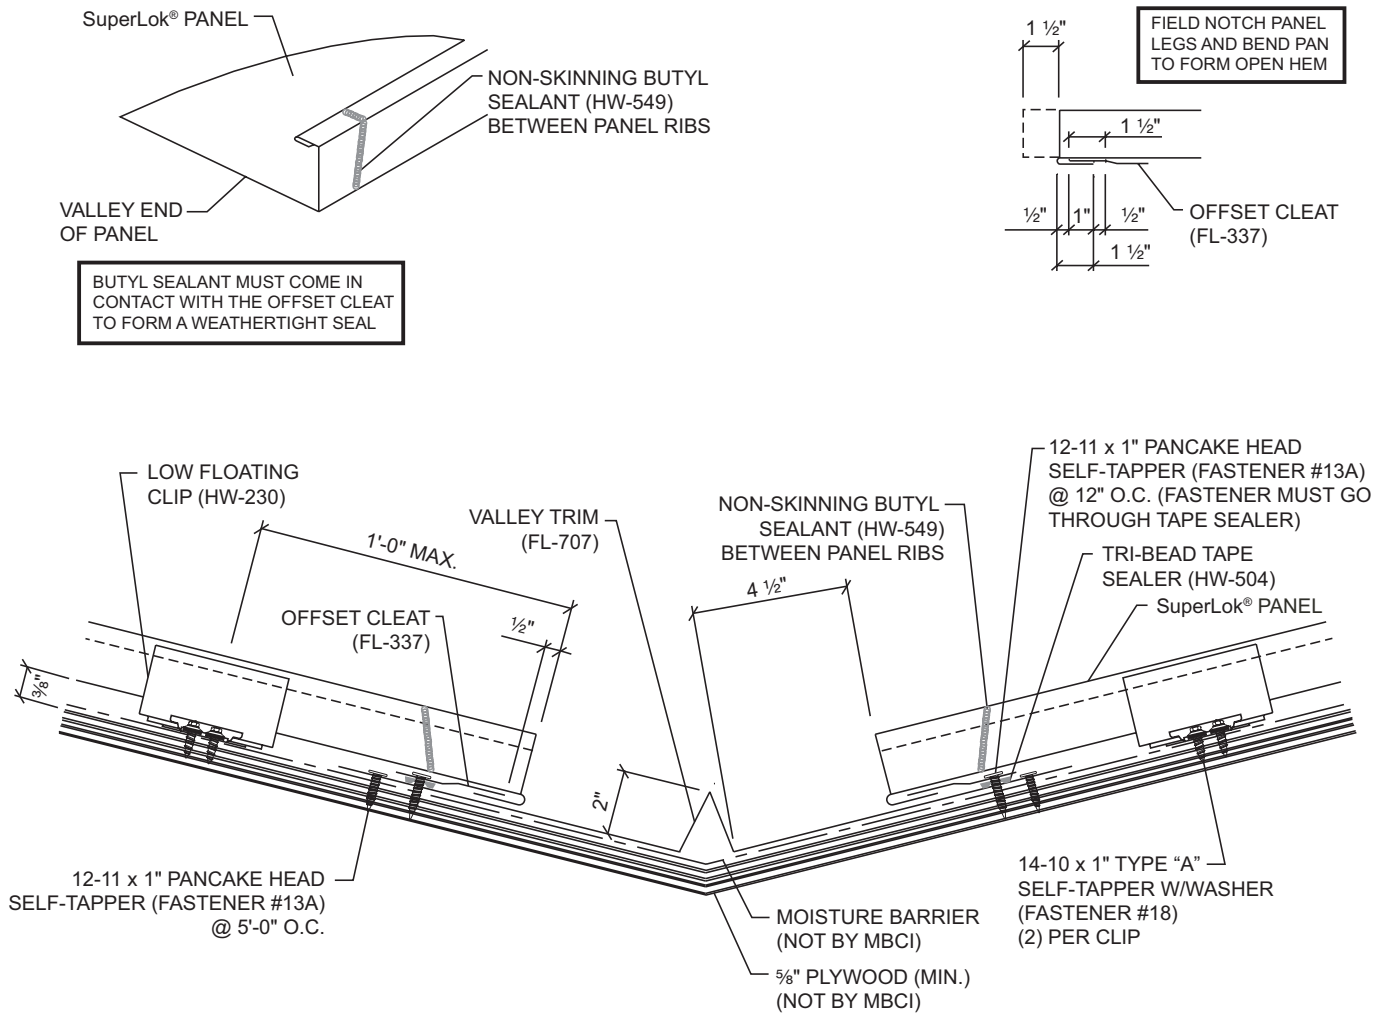 SuperLok® PANEL
NON-SKINNING BUTYL
SEALANT (HW-549)
BETWEEN PANEL RIBS
VALLEY END
OF PANEL
BUTYL SEALANT MUST COME IN
CONTACT WITH THE OFFSET CLEAT
TO FORM A WEATHERTIGHT SEAL
1 ½"
FIELD NOTCH PANEL
LEGS AND BEND PAN
TO FORM OPEN HEM
1 ½"
½"
1"
½"
1 ½"
OFFSET CLEAT
(FL-337)
LOW FLOATING
CLIP (HW-230)
1'-0" MAX.
VALLEY TRIM
(FL-707)
OFFSET CLEAT
(FL-337)
½"
⅜"
2"
NON-SKINNING BUTYL
SEALANT (HW-549)
BETWEEN PANEL RIBS
4 ½"
12-11 x 1" PANCAKE HEAD
SELF-TAPPER (FASTENER #13A)
@ 12" O.C. (FASTENER MUST GO
THROUGH TAPE SEALER)
TRI-BEAD TAPE
SEALER (HW-504)
SuperLok® PANEL
12-11 x 1" PANCAKE HEAD
SELF-TAPPER (FASTENER #13A)
@ 5'-0" O.C.
MOISTURE BARRIER
(NOT BY MBCI)
⅝" PLYWOOD (MIN.)
(NOT BY MBCI)
14-10 x 1" TYPE “A”
SELF-TAPPER W/WASHER
(FASTENER #18)
(2) PER CLIP